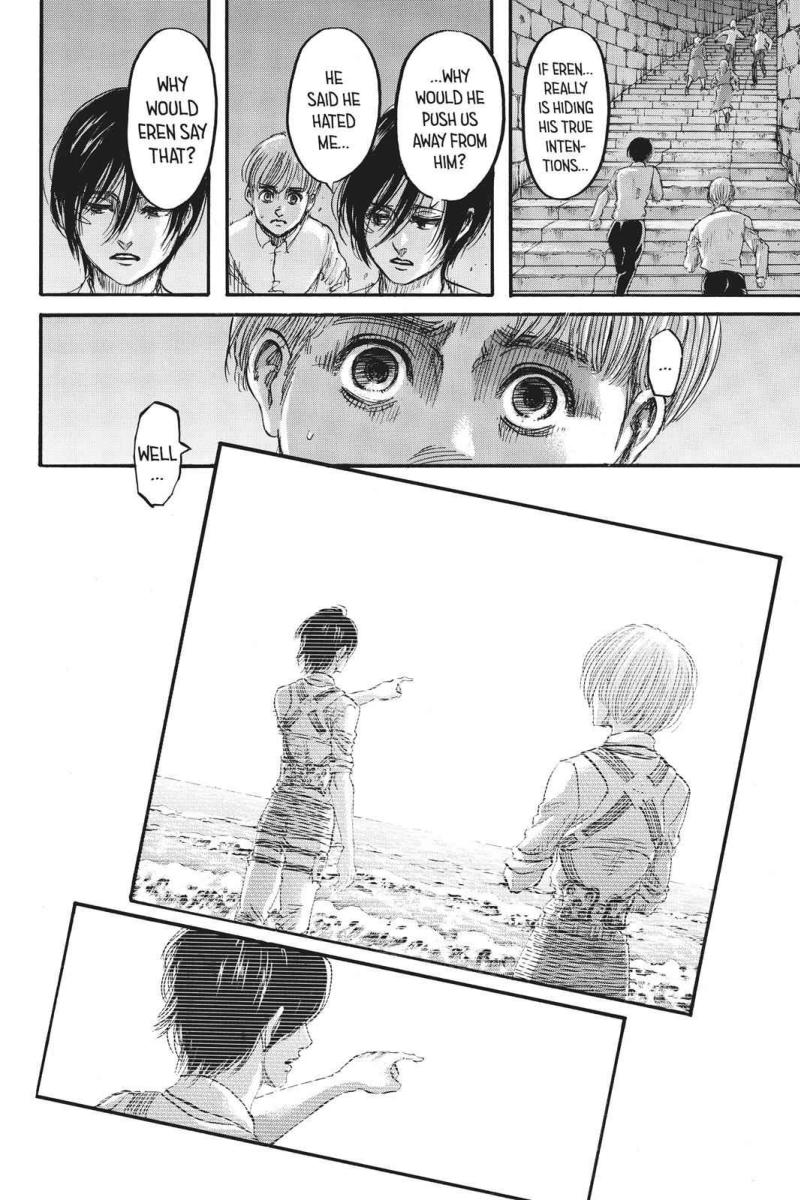 IF EREN...
REALLY
IS HIDING
HIS TRUE
INTEN-
TIONS...
...WHY
WOULD HE
PUSH US
AWAY FROM
HIM?
HE
SAID HE
HATED
ME...
WHY
WOULD
EREN SAY
THAT?
...
WELL
...